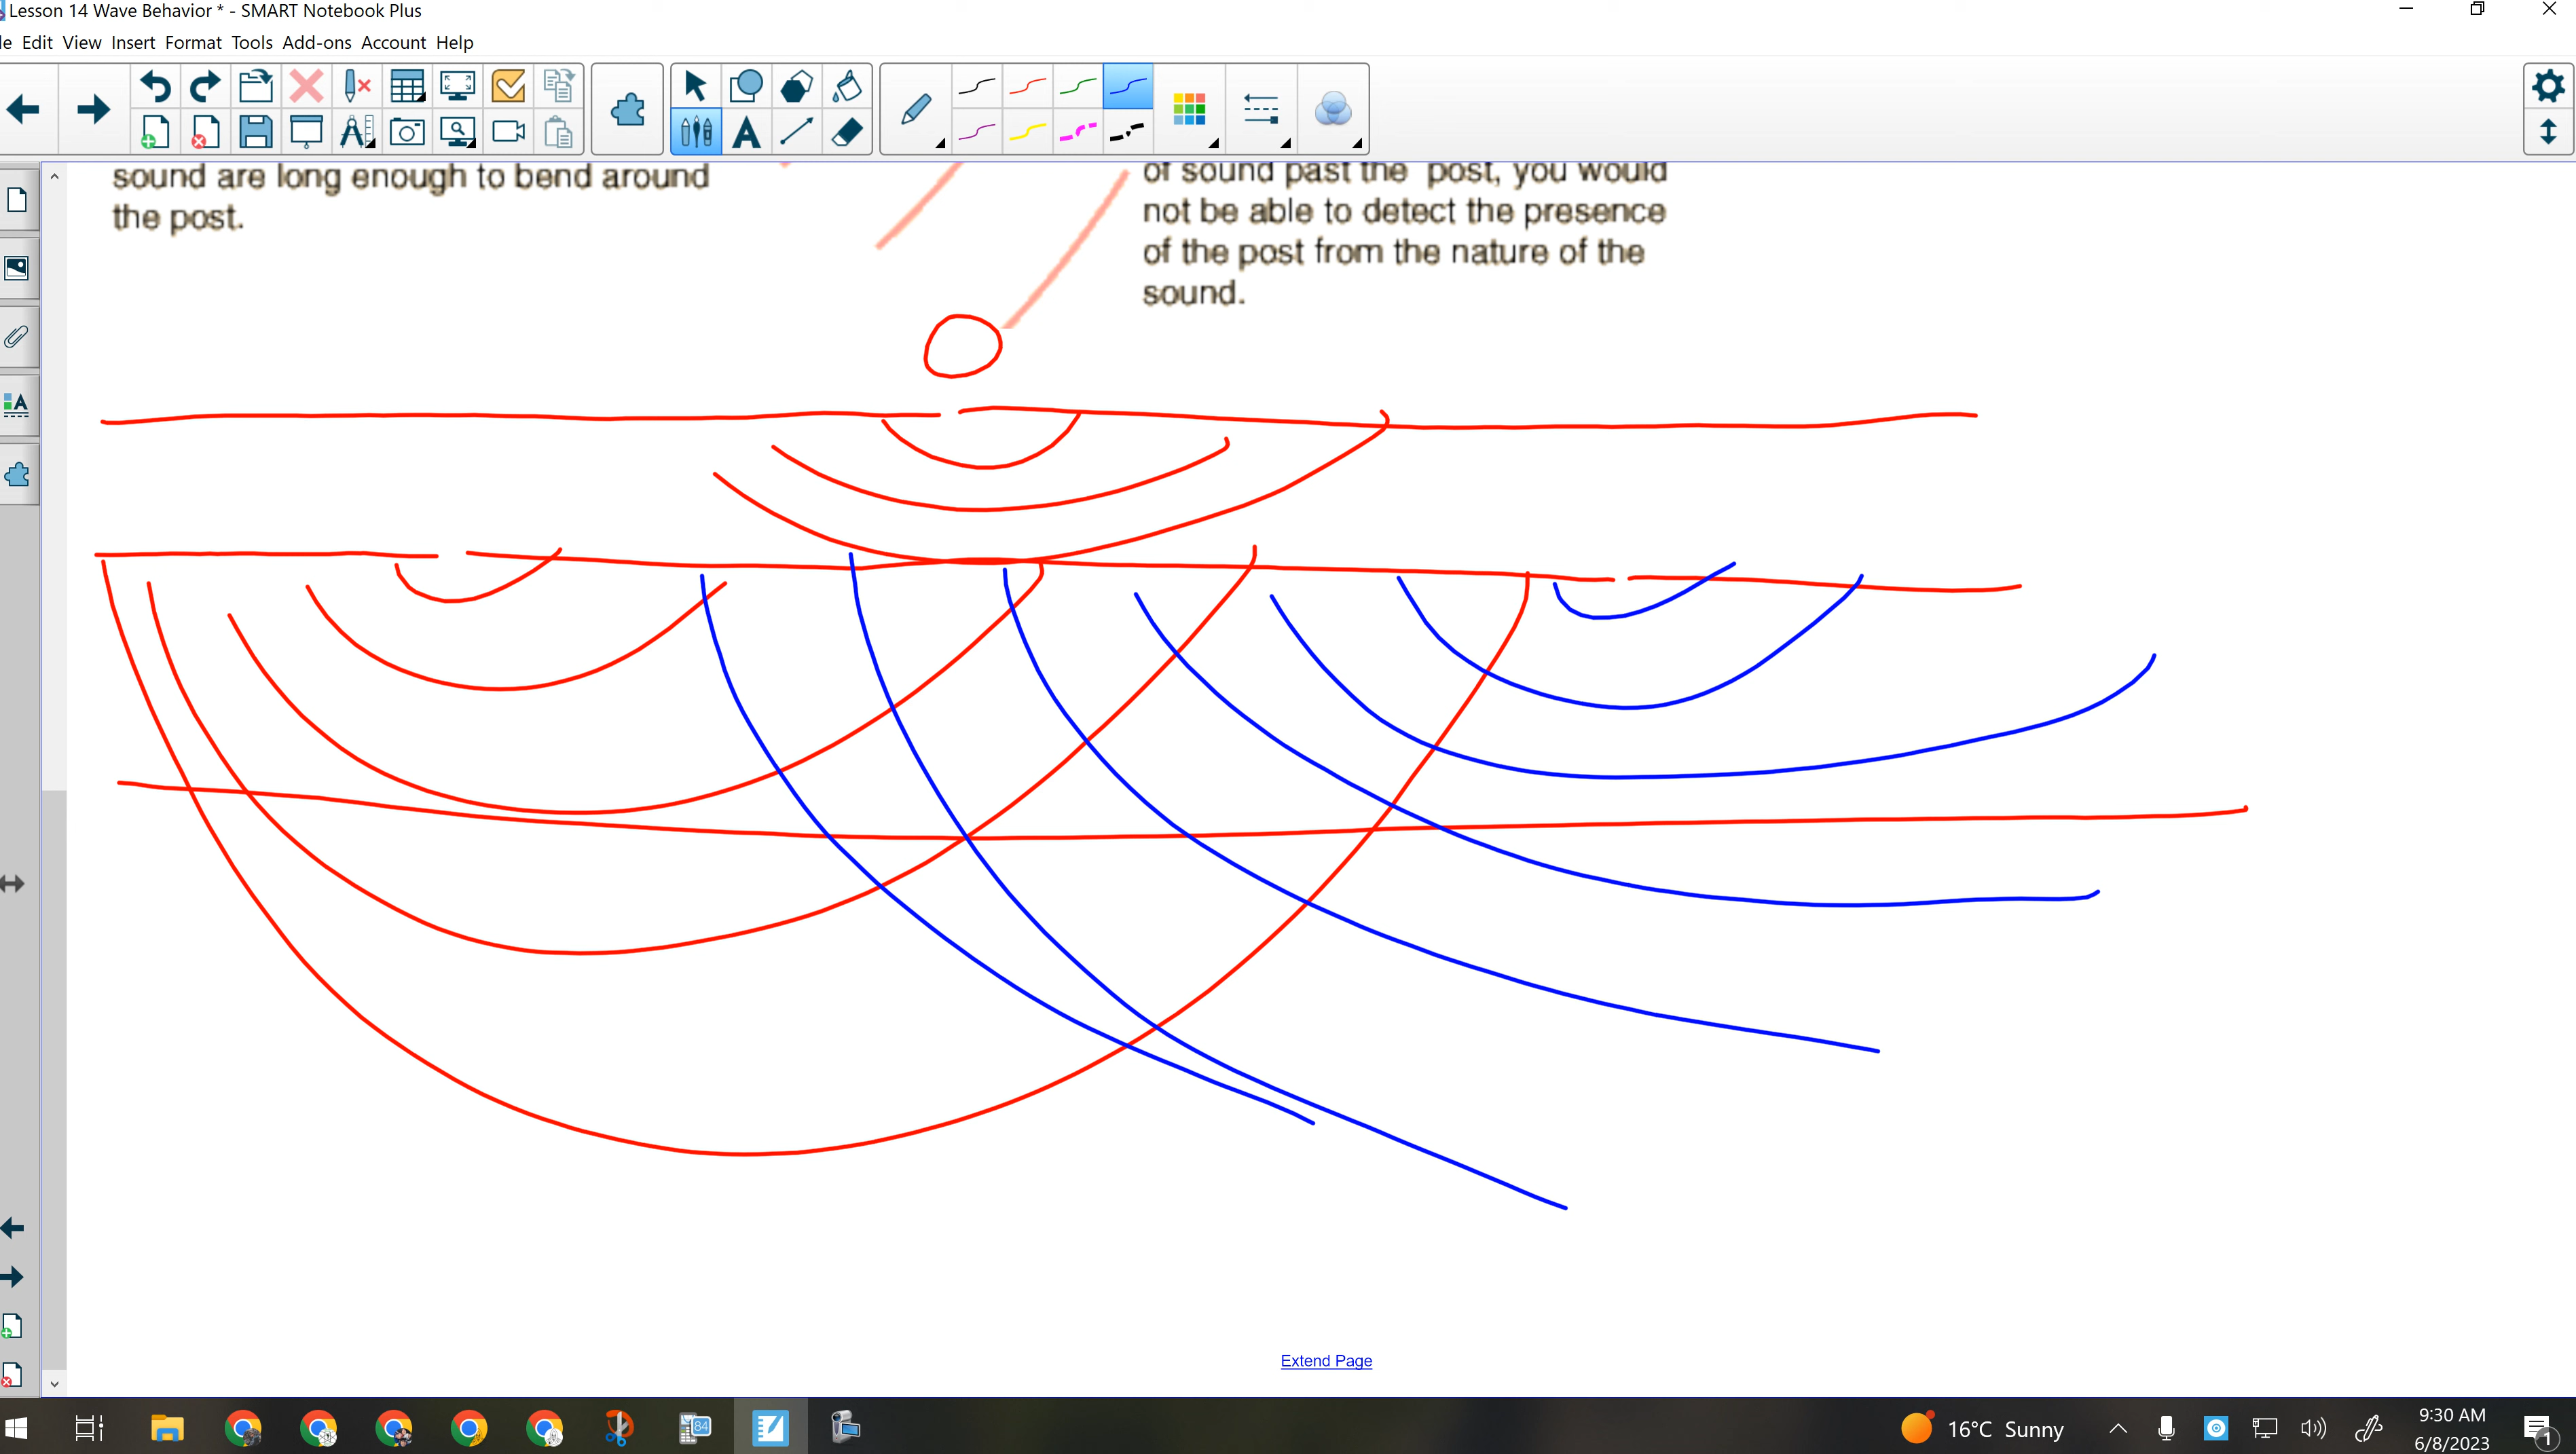 Lesson 14 Wave Behavior * - SMART Notebook Plus
le Edit View Insert Format Tools Add-ons Account Help
sound are long enough to bend around
the post.
of sound past the post, you would
not be able to detect the presence
of the post from the nature of the
sound.
Extend Page
84
16°C Sunny
9:30 AM
6/8/2023
1